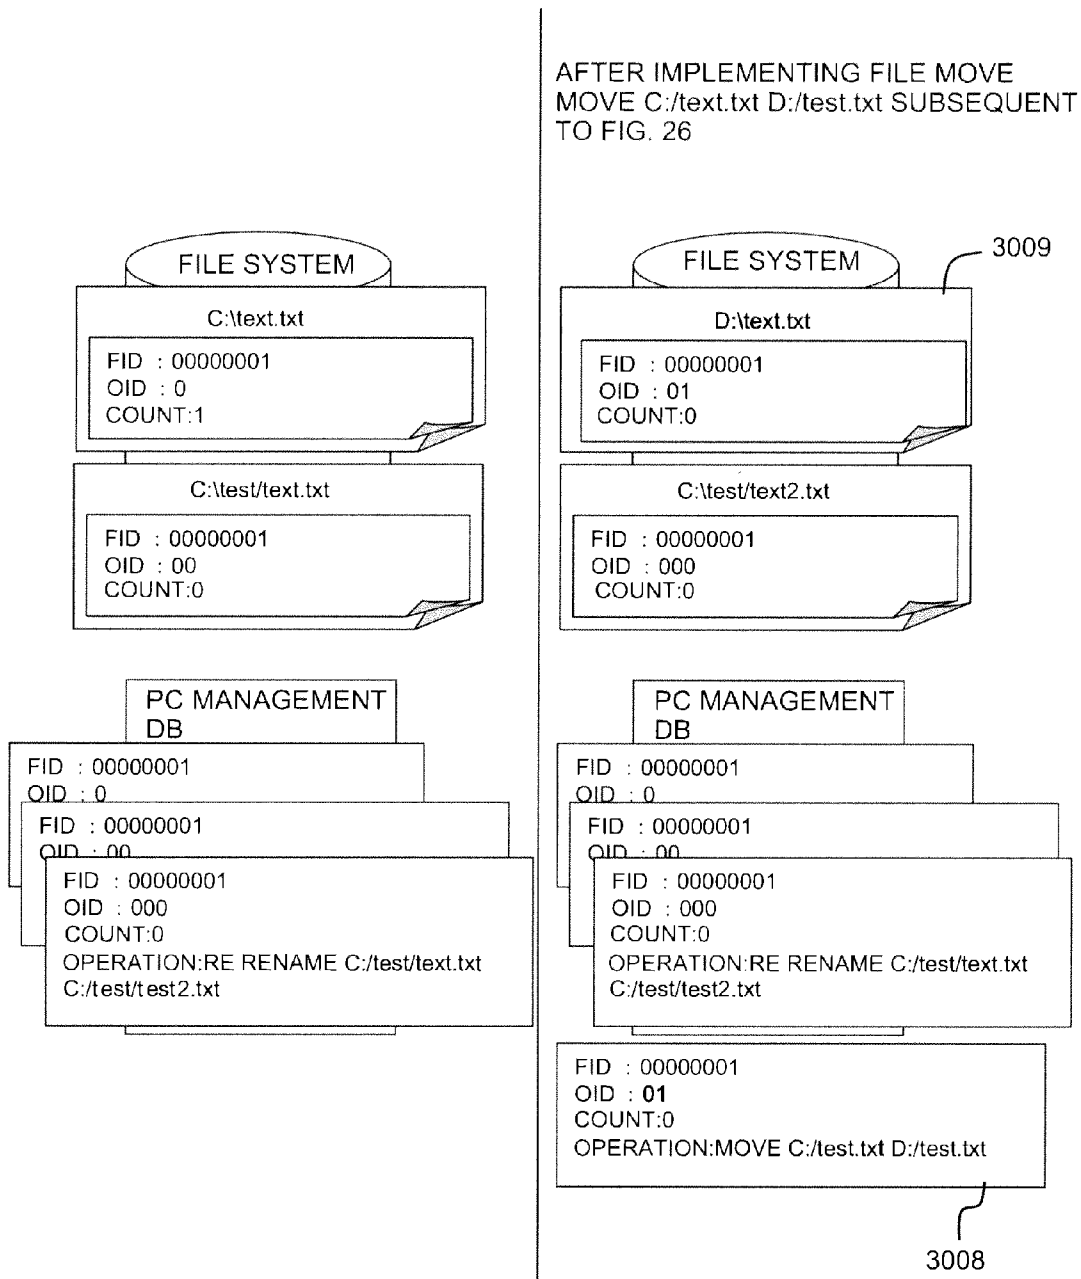 AFTER IMPLEMENTING FILE MOVE
MOVE C:/text.txt D:/test.txt SUBSEQUENT
TO FIG. 26
FILE SYSTEM
C:\text.txt
FID : 00000001
OID : 0
COUNT:1
C:\test/text.txt
FID : 00000001
OID : 00
COUNT:0
PC MANAGEMENT
DB
FID : 00000001
OID : 0
FID : 00000001
OID : 00
FID : 00000001
OID : 000
COUNT:0
OPERATION:RE RENAME C:/test/text.txt
C:/test/test2.txt
FILE SYSTEM
3009
D:\text.txt
FID : 00000001
OID : 01
COUNT:0
C:\test/text2.txt
FID : 00000001
OID : 000
COUNT:0
PC MANAGEMENT
DB
FID : 00000001
OID : 0
FID : 00000001
OID : 00
FID : 00000001
OID : 000
COUNT:0
OPERATION:RE RENAME C:/test/text.txt
C:/test/test2.txt
FID : 00000001
OID : 01
COUNT:0
OPERATION:MOVE C:/test.txt D:/test.txt
3008